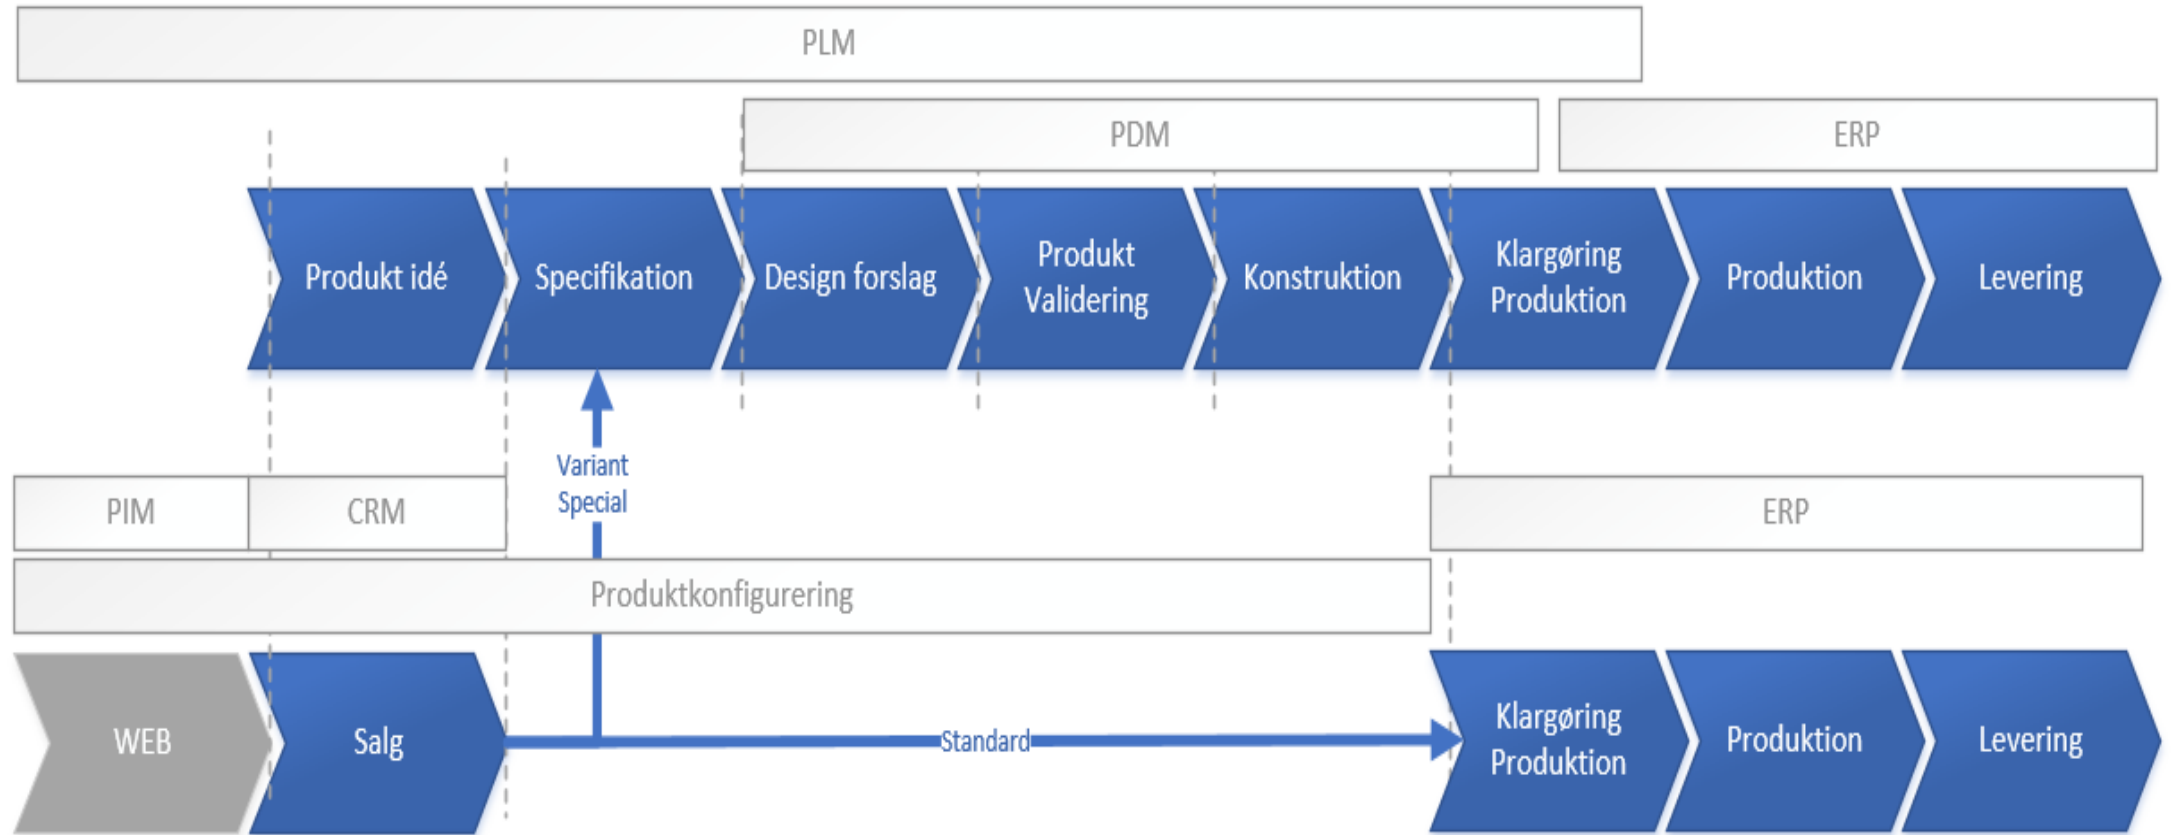 PLM
PDM
ERP
Produkt idé
Specifikation
Design forslag
Produkt
Validering
Konstruktion
Klargøring
Produktion
Produktion
Levering
Variant
Special
PIM
CRM
ERP
Produktkonfigurering
WEB
Salg
Standard
Klargøring
Produktion
Produktion
Levering